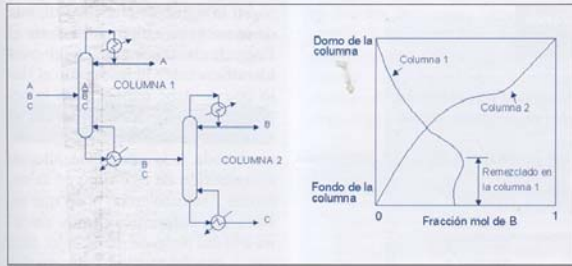 A
B
C
A
B
C
A
COLUMNA 1
B
C
B
COLUMNA 2
C
Domo de la
columna
Columna 1
Columna 2
Remezclado en
la columna 1
Fondo de la
columna
0
1
Fracción mol de B